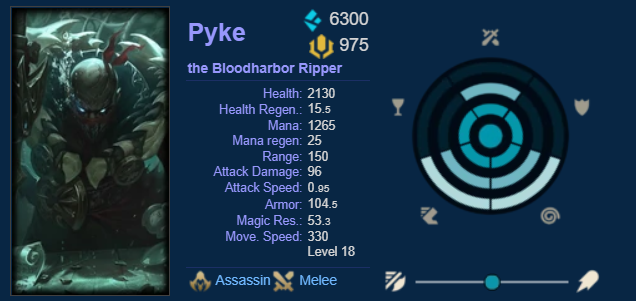 Pyke
6300
975
the Bloodharbor Ripper
Health: 2130
Health Regen.: 15.5
Mana: 1265
Mana regen: 25
Range: 150
Attack Damage: 96
Attack Speed: 0.95
Armor: 104.5
Magic Res.: 53.3
Move. Speed: 330
Level 18
Assassin Melee